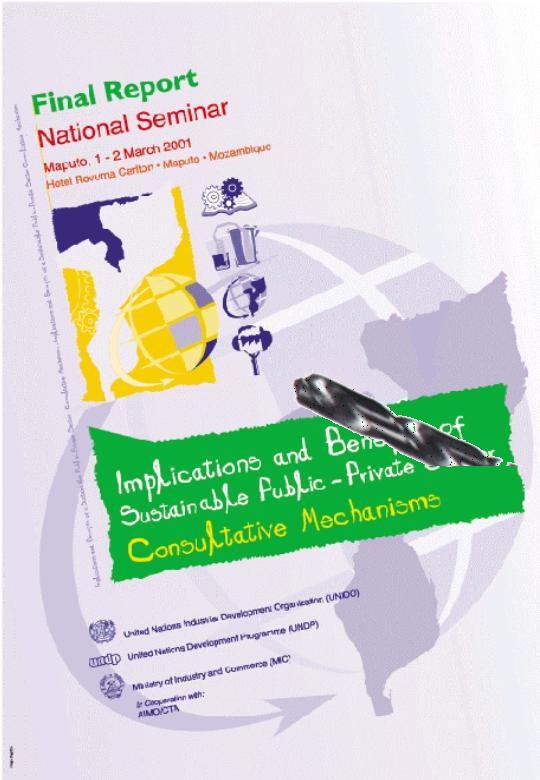 Final Report
National Seminar
Maputo, 1 - 2 March 2001
Hotel Rovuma Carlton • Maputo • Mozambique
Implications and of
Sustainable Public - Private
Consultative Mechanisms
United Nations Industrial Development Organization (UNIDO)
undp United Nations Development Programme (UNDP)
Ministry of Industry and Commerce (MIC)
In Cooperation with:
AIMO/CTA